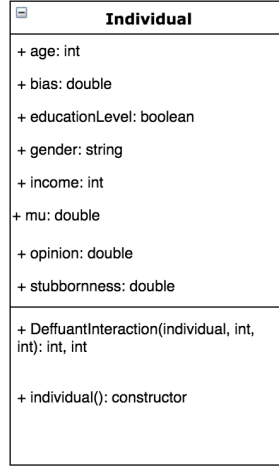 Individual
+ age: int
+ bias: double
+ educationLevel: boolean
+ gender: string
+ income: int
+ mu: double
+ opinion: double
+ stubbornness: double
+ DeffuantInteraction(individual, int,
int): int, int
+ individual(): constructor